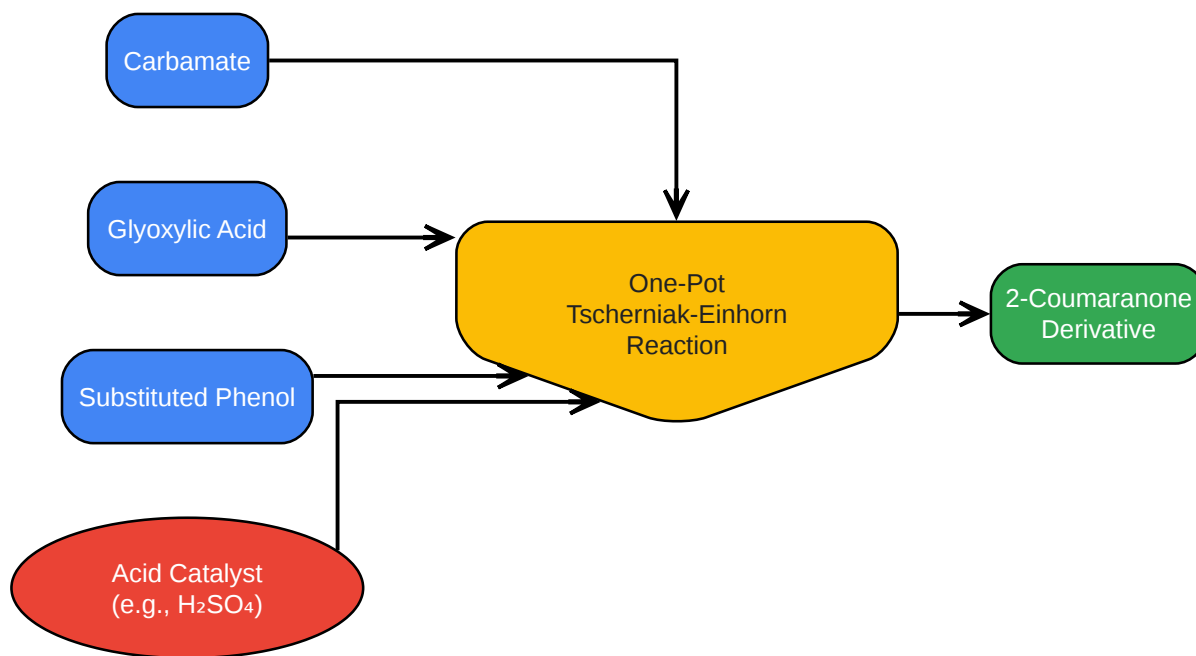 Carbamate
Glyoxylic Acid
One-Pot
Tscherniak-Einhorn
Reaction
2-Coumaranone
Derivative
Substituted Phenol
Acid Catalyst
(e.g., H₂SO₄)